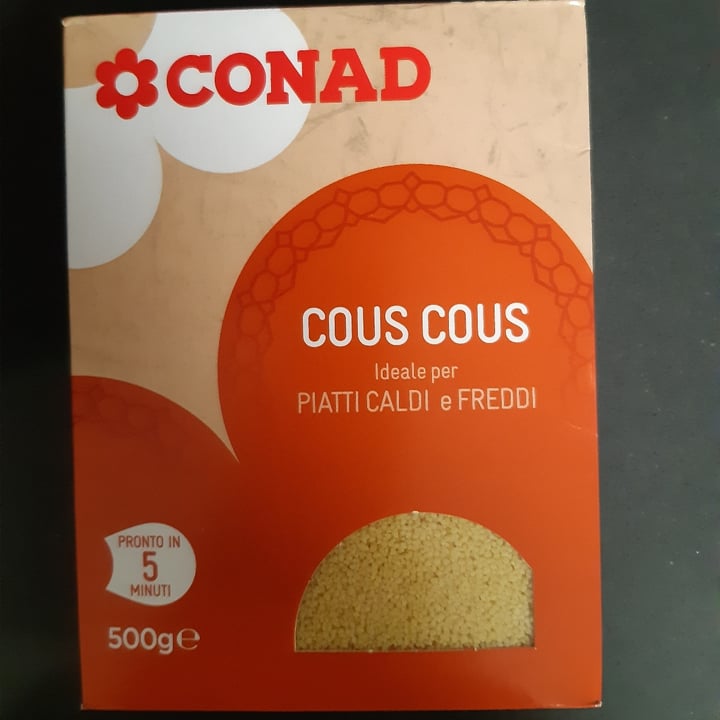 CONAD
COUS COUS
Ideale per
PIATTI CALDI e FREDDI
PRONTO IN
5
MINUTI
500g℮